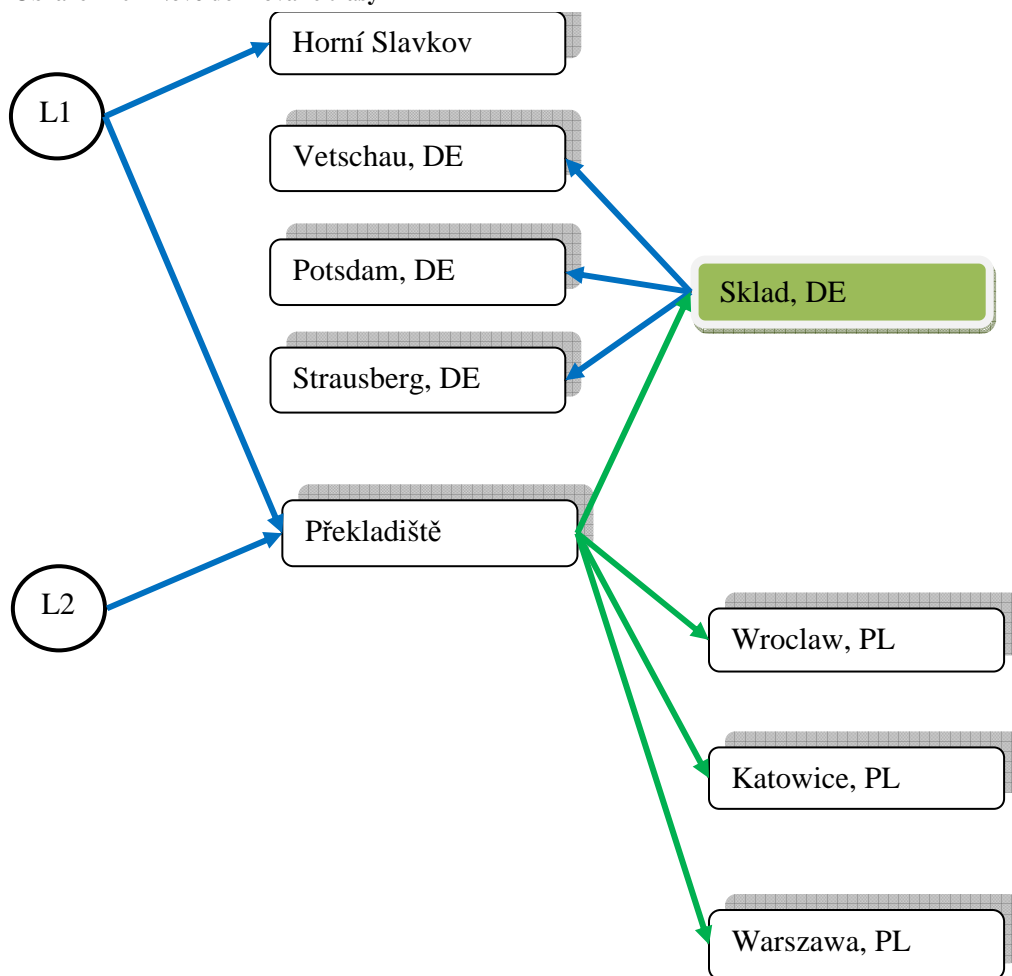 Horní Slavkov
L1
Vetschau, DE
Potsdam, DE
Sklad, DE
Strausberg, DE
Překladiště
L2
Wroclaw, PL
Katowice, PL
Warszawa, PL